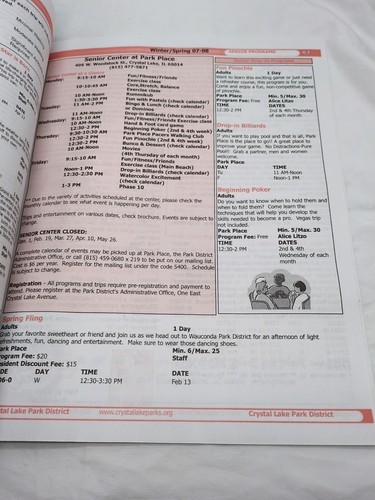 Winter/Spring 07-08
SENIOR PROGRAMS
Senior Center at Park Place
406 W. Woodstock St., Crystal Lake, IL 60014
(815) 477-5871
9:15-10 AM Fun/Fitness/Friends
Exercise class
10-10:45 AM Core,Stretch, Balance
Exercise class
10 AM-Noon Rummikub
1:30-3:30 PM Fun with Pastels (check calendar)
11 AM-2 PM Bingo & Lunch (check calendar)
or Dominos
11 AM-Noon Drop-in Billiards (check calendar)
9:15-10 AM Fun/Fitness/Friends Exercise class
10 AM-Noon Hand & Foot card game
12:30-2 PM Beginning Poker (2nd & 4th week)
9:30-10:30 AM Park Place Pacers Walking Club
12:30-2 PM Fun Pinochle (2nd & 4th week)
12:30-2 PM Bunco & Dessert (check calendar)
10 AM-Noon Movies
(4th Thursday of each month)
Friday: 9:15-10 AM Fun/Fitness/Friends
Exercise class (Main Beach)
Noon-1 PM Drop-in Billiards (check calendar)
12:30-2 PM Watercolor Excitement
(check calendar)
1-3 PM Phase 10
Due to the variety of activities scheduled at the center, please check the
monthly calendar to see what event is happening per day.
and entertainment on various dates, check brochure. Events are subject to
change.
SENIOR CENTER CLOSED:
1, Feb 19, Mar. 27, Apr 10, May 26.
complete calendar of events may be picked up at Park Place, the Park District
Administrative Office, or call (815) 459-0680 x 219 to be put on our mailing list.
Cost is $6 per year. Register for the mailing list under the code 5400. Schedule
is subject to change.
Registration - All programs and trips require pre-registration and payment
Please register at the Park District's Administrative Office, One East
Crystal Lake Avenue.
Fun Pinochle
Adults 1 Day
Want to learn this exciting game or just need
a refresher course, this program is for you.
Come and enjoy a fun, non-competitive game
of pinochle.
Park Place Min. 5/Max. 30
Program Fee: Free Alice Litao
TIME DATES
12:30-2 PM 2nd & 4th Thursday
of each month
Drop-in Billiards
If you want to play pool and that is all, Park
Place is the place to go! A great place to
improve your game. No Distractions-Pure
Pool! Grab a partner, men and women
welcome.
Park Place
DAY TIME
Tu 11 AM-Noon
F Noon-1 PM
Beginning Poker
Adults
Do you want to know when to hold them and
when to fold them? Come learn the
techniques that will help you develop the
skills needed to become a pro. Vegas trip
not included.
Park Place Min. 5/Max. 30
Program Fee: Free Alice Litao
TIME DATES
12:30-2 PM 2nd & 4th
Wednesday of each
month
Spring Fling
Adults 1 Day
Grab your favorite sweetheart or friend and join us as we head out to Wauconda Park District for an afternoon of light
refreshments, fun, dancing and entertainment. Make sure to wear those dancing shoes.
Park Place Min. 6/Max. 25
Program Fee: $20 Staff
Resident Discount Fee: $15
CODE DAY TIME DATE
06-0 W 12:30-3:30 PM Feb 13
Crystal Lake Park District www.crystallakeparks.org Crystal Lake Park District